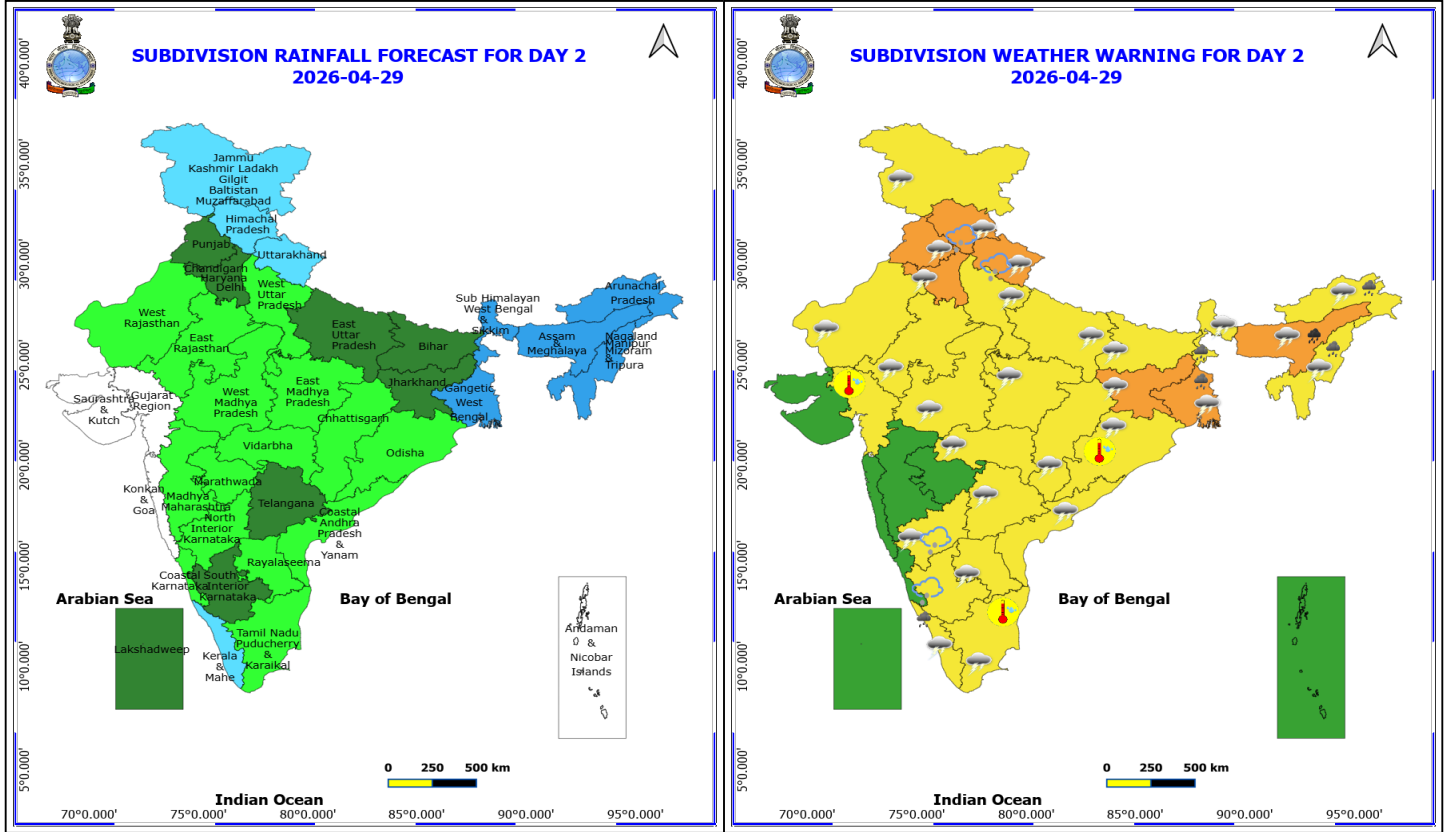 SUBDIVISION RAINFALL FORECAST FOR DAY 2
2026-04-29
40°0.000'
35°0.000'
30°0.000'
25°0.000'
20°0.000'
15°0.000'
10°0.000'
5°0.000'
Jammu
Kashmir Ladakh
Gilgit
Baltistan
Muzaffarabad
Himachal
Pradesh
Punjab
Uttarakhand
Chandigarh
Haryana
Delhi
West
Uttar
Pradesh
West
Rajasthan
East
Rajasthan
East
Uttar
Pradesh
Bihar
Sub Himalayan
West Bengal
&
Sikkim
Arunachal
Pradesh
Assam
&
Meghalaya
Nagaland
Manipur
Mizoram
&
Tripura
Jharkhand
Gangetic
West
Bengal
Saurashtra
&
Kutch
Gujarat
Region
West
Madhya
Pradesh
East
Madhya
Pradesh
Chhattisgarh
Vidarbha
Odisha
Konkan
&
Goa
Madhya
Maharashtra
Marathwada
Telangana
North
Interior
Karnataka
Coastal
Andhra
Pradesh
&
Yanam
Rayalaseema
Coastal
Karnataka
South
Interior
Karnataka
Arabian Sea
Bay of Bengal
Lakshadweep
Kerala
&
Mahe
Tamil Nadu
Puducherry
&
Karaikal
Andaman
&
Nicobar
Islands
0 250 500 km
Indian Ocean
70°0.000' 75°0.000' 80°0.000' 85°0.000' 90°0.000' 95°0.000'
SUBDIVISION WEATHER WARNING FOR DAY 2
2026-04-29
40°0.000'
35°0.000'
30°0.000'
25°0.000'
20°0.000'
15°0.000'
10°0.000'
5°0.000'
Arabian Sea
Bay of Bengal
0 250 500 km
Indian Ocean
70°0.000' 75°0.000' 80°0.000' 85°0.000' 90°0.000' 95°0.000'